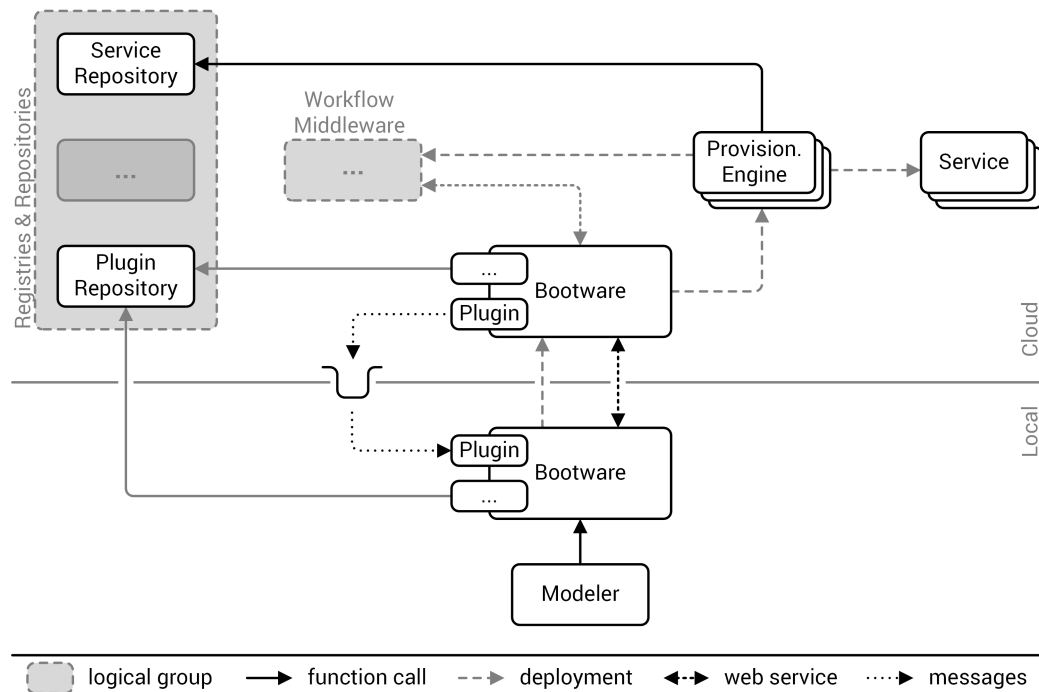 Service
Repository
...
Plugin
Repository
Registries & Repositories
Workflow
Middleware
...
Provision.
Engine
Service
...
Plugin
Bootware
Cloud
Local
Plugin
...
Bootware
Modeler
logical group
function call
deployment
web service
messages